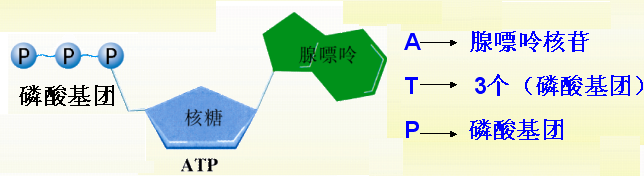 P P P
磷酸基团
核糖
腺嘌呤
ATP
A → 腺嘌呤核苷
T → 3个（磷酸基团）
P → 磷酸基团